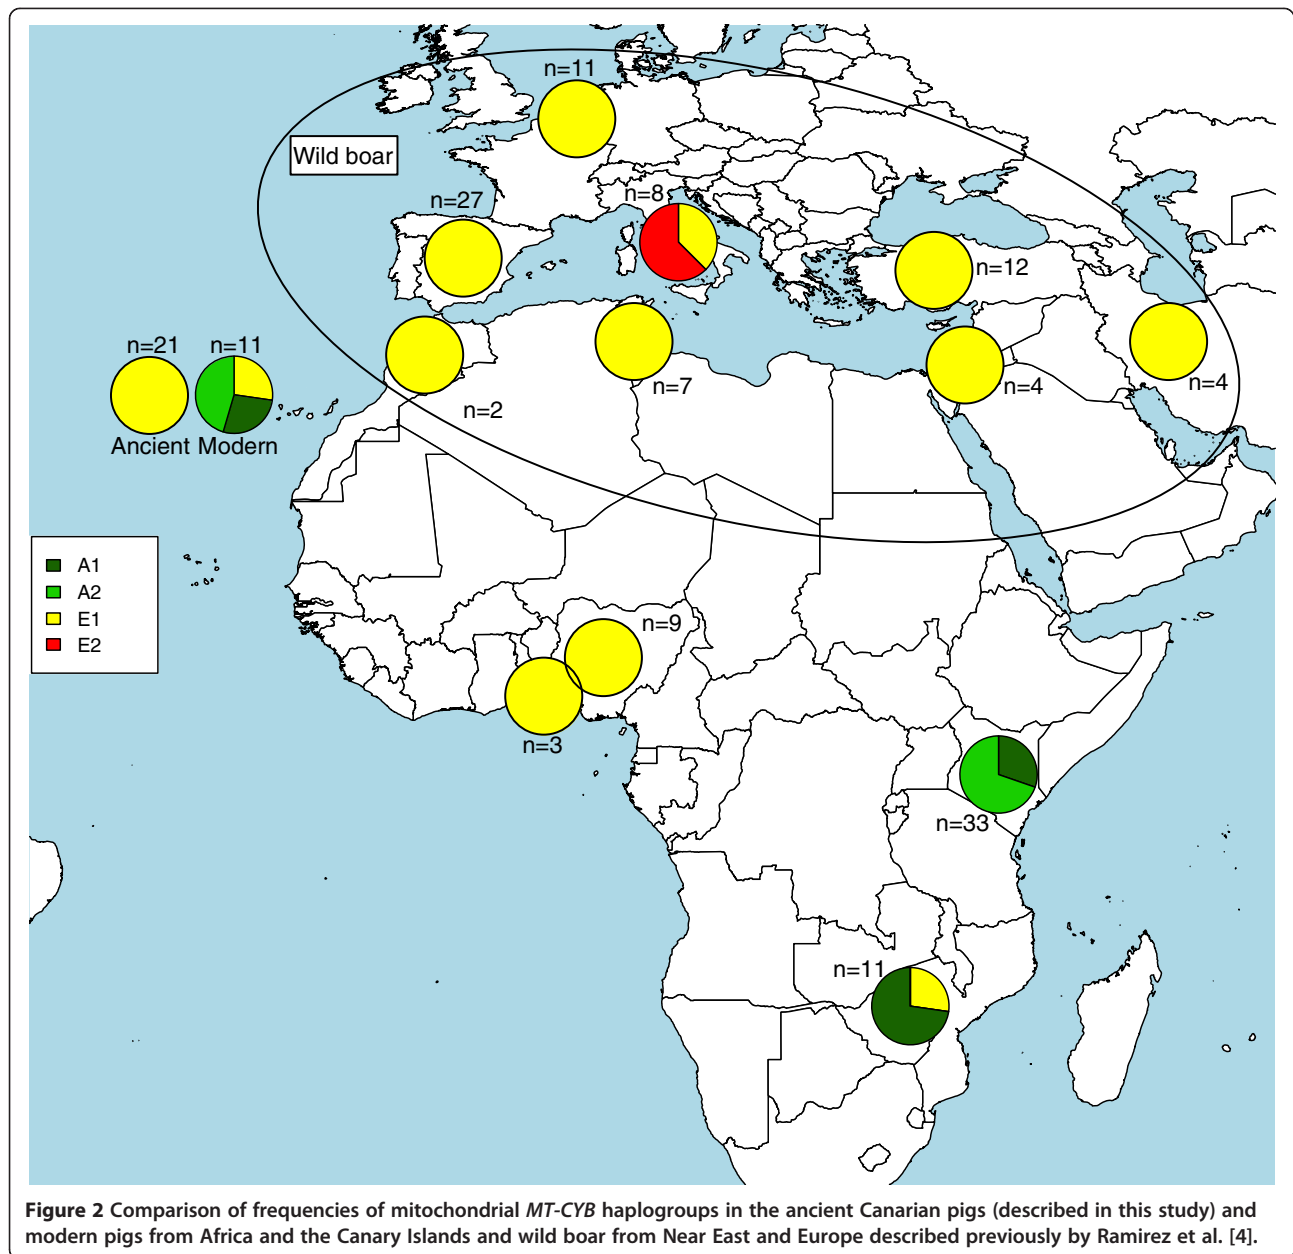 n=11
Wild boar
n=27
n=8
n=12
n=21
n=11
n=2
n=7
n=4
n=4
Ancient
Modern
A1
A2
E1
E2
n=9
n=3
n=33
n=11
Figure 2 Comparison of frequencies of mitochondrial MT-CYB haplogroups in the ancient Canarian pigs (described in this study) and
modern pigs from Africa and the Canary Islands and wild boar from Near East and Europe described previously by Ramirez et al. [4].